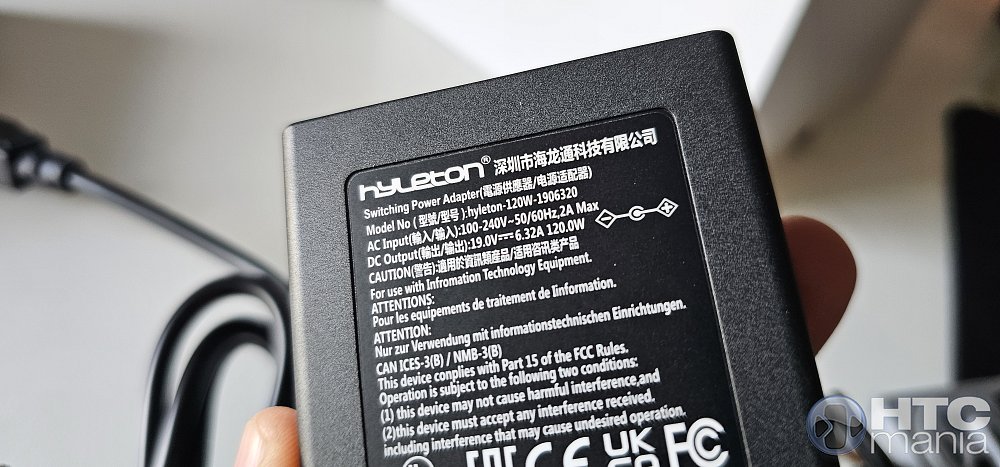 hyleton® 深圳市海龙通科技有限公司
Switching Power Adapter(電源供應器/电源适配器)
Model No ( 型號/型号 ):hyleton-120W-1906320
AC Input(輸入/输入):100-240V~50/60Hz,2A Max
DC Output(輸出/输出):19.0V⎓6.32A 120.0W
CAUTION(警告):適用於資訊類產品/适用咨讯类产品
For use with Infromation Technology Equipment.
ATTENTIONS:
Pour les equipements de traitement de linformation.
ATTENTION:
Nur zur Verwendung mit informationstechnischen Einrichtungen.
CAN ICES-3(B) / NMB-3(B)
This device complies with Part 15 of the FCC Rules.
Operation is subject to the following two conditions:
(1) this device may not cause harmful interference,and
(2)this device must accept any interference received.
including interference that may cause undesired operation.
EAC CE UK FC
HTC
mania